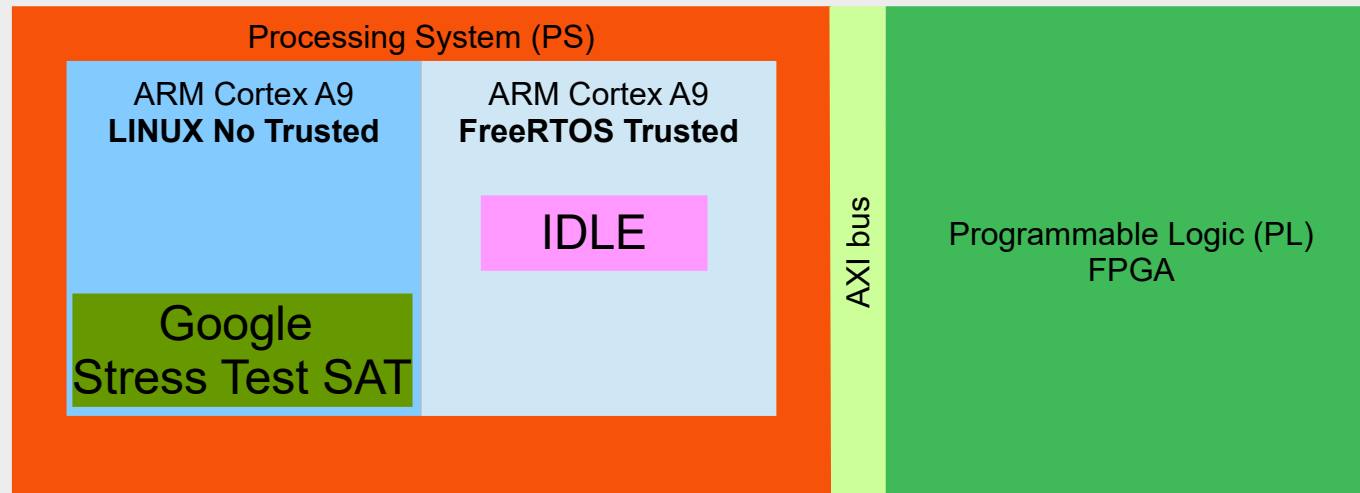 Processing System (PS)
ARM Cortex A9
LINUX No Trusted
ARM Cortex A9
FreeRTOS Trusted
IDLE
Google
Stress Test SAT
AXI bus
Programmable Logic (PL)
FPGA